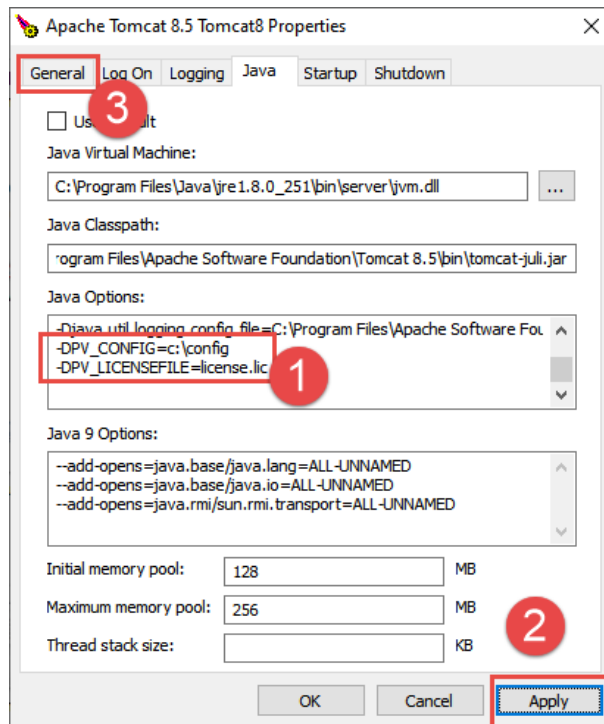 Apache Tomcat 8.5 Tomcat8 Properties
General Log On Logging Java Startup Shutdown
3
Java Virtual Machine:
C:\Program Files\Java\jre1.8.0_251\bin\server\jvm.dll
...
Java Classpath:
rogram Files\Apache Software Foundation\Tomcat 8.5\bin\tomcat-juli.jar
Java Options:
-Djava.util.logging.config.file=C:\Program Files\Apache Software Fou
-DPV_CONFIG=c:\config
-DPV_LICENSEFILE=license.lic
1
Java 9 Options:
--add-opens=java.base/java.lang=ALL-UNNAMED
--add-opens=java.base/java.io=ALL-UNNAMED
--add-opens=java.rmi/sun.rmi.transport=ALL-UNNAMED
Initial memory pool: 128 MB
Maximum memory pool: 256 MB
2
Thread stack size: KB
OK Cancel Apply